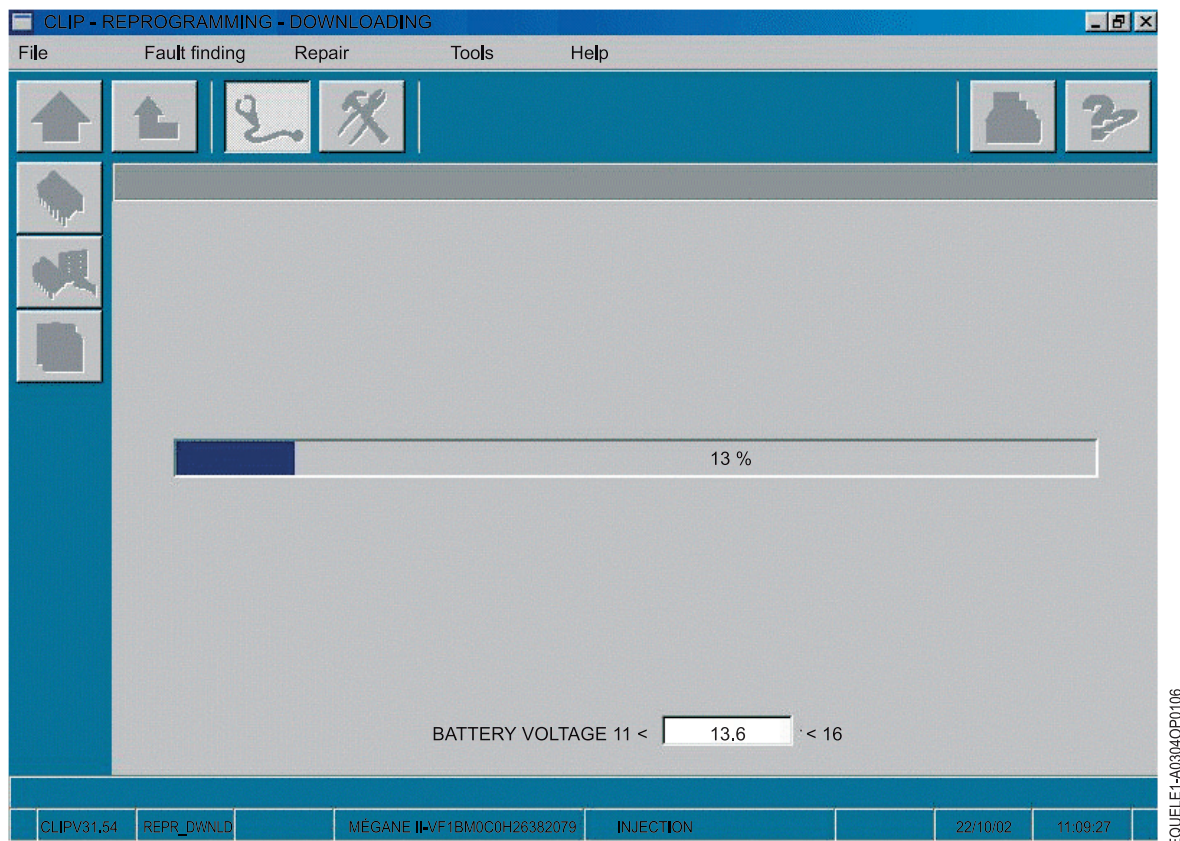 CLIP - REPROGRAMMING - DOWNLOADING
File Fault finding Repair Tools Help
13 %
BATTERY VOLTAGE 11 < 13.6 < 16
CLIPV31.54 REPR_DWNLD MÉGANE II-VF1BM0C0H26382079 INJECTION 22/10/02 11:09:27
EQUELE1-A0304OP0106